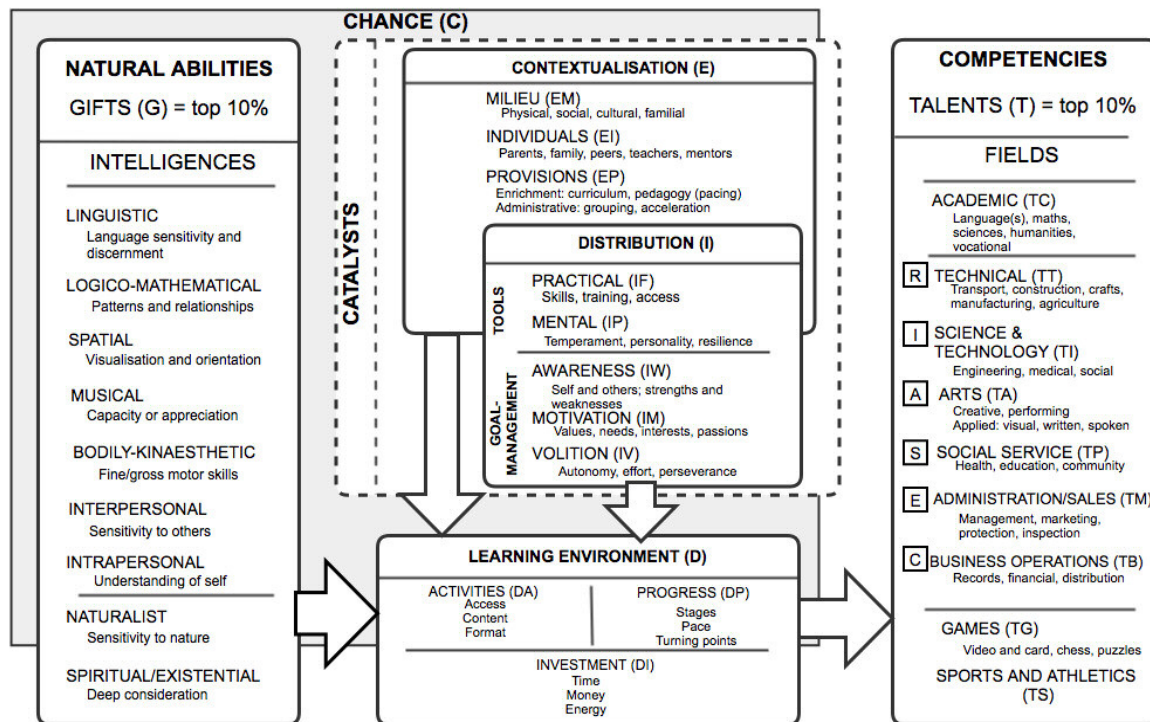 CHANCE (C)
NATURAL ABILITIES
GIFTS (G) = top 10%
INTELLIGENCES
LINGUISTIC
Language sensitivity and
discernment
LOGICO-MATHEMATICAL
Patterns and relationships
SPATIAL
Visualisation and orientation
MUSICAL
Capacity or appreciation
BODILY-KINAESTHETIC
Fine/gross motor skills
INTERPERSONAL
Sensitivity to others
INTRAPERSONAL
Understanding of self
NATURALIST
Sensitivity to nature
SPIRITUAL/EXISTENTIAL
Deep consideration
CATALYSTS
CONTEXTUALISATION (E)
MILIEU (EM)
Physical, social, cultural, familial
INDIVIDUALS (EI)
Parents, family, peers, teachers, mentors
PROVISIONS (EP)
Enrichment: curriculum, pedagogy (pacing)
Administrative: grouping, acceleration
DISTRIBUTION (I)
TOOLS
PRACTICAL (IF)
Skills, training, access
MENTAL (IP)
Temperament, personality, resilience
GOAL-
MANAGEMENT
AWARENESS (IW)
Self and others; strengths and
weaknesses
MOTIVATION (IM)
Values, needs, interests, passions
VOLITION (IV)
Autonomy, effort, perseverance
LEARNING ENVIRONMENT (D)
ACTIVITIES (DA)
Access
Content
Format
PROGRESS (DP)
Stages
Pace
Turning points
INVESTMENT (DI)
Time
Money
Energy
COMPETENCIES
TALENTS (T) = top 10%
FIELDS
ACADEMIC (TC)
Language(s), maths,
sciences, humanities,
vocational
R TECHNICAL (TT)
Transport, construction, crafts,
manufacturing, agriculture
I SCIENCE &
TECHNOLOGY (TI)
Engineering, medical, social
A ARTS (TA)
Creative, performing
Applied: visual, written, spoken
S SOCIAL SERVICE (TP)
Health, education, community
E ADMINISTRATION/SALES (TM)
Management, marketing,
protection, inspection
C BUSINESS OPERATIONS (TB)
Records, financial, distribution
GAMES (TG)
Video and card, chess, puzzles
SPORTS AND ATHLETICS
(TS)